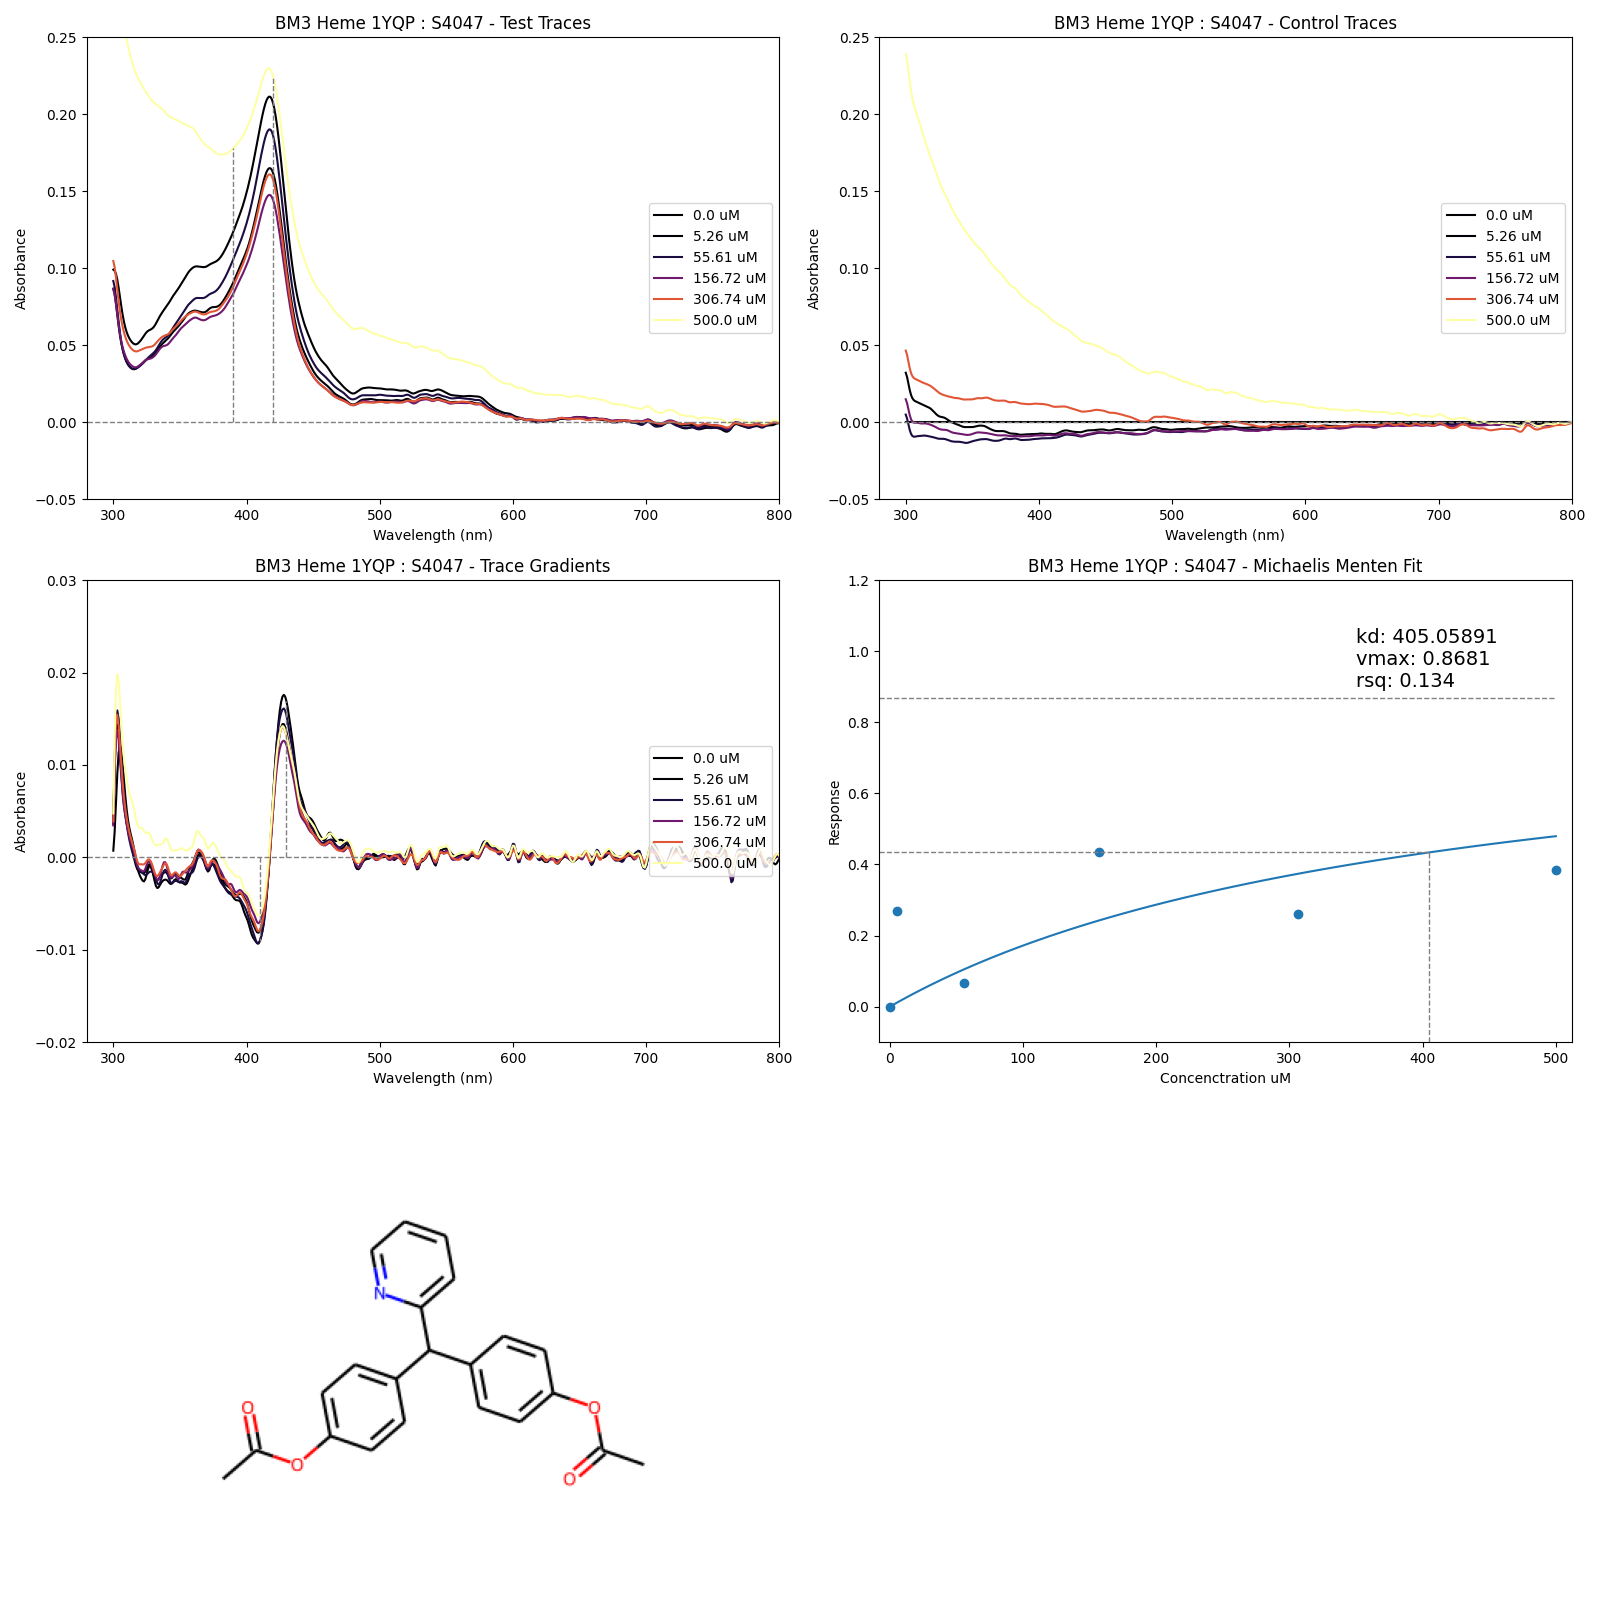 BM3 Heme 1YQP : S4047 - Test Traces
0.25
0.20
0.15
0.10
0.05
0.00
−0.05
Absorbance
300 400 500 600 700 800
Wavelength (nm)
0.0 uM
5.26 uM
55.61 uM
156.72 uM
306.74 uM
500.0 uM
BM3 Heme 1YQP : S4047 - Control Traces
0.25
0.20
0.15
0.10
0.05
0.00
−0.05
Absorbance
300 400 500 600 700 800
Wavelength (nm)
0.0 uM
5.26 uM
55.61 uM
156.72 uM
306.74 uM
500.0 uM
BM3 Heme 1YQP : S4047 - Trace Gradients
0.03
0.02
0.01
0.00
−0.01
−0.02
Absorbance
300 400 500 600 700 800
Wavelength (nm)
0.0 uM
5.26 uM
55.61 uM
156.72 uM
306.74 uM
500.0 uM
BM3 Heme 1YQP : S4047 - Michaelis Menten Fit
1.2
1.0
0.8
0.6
0.4
0.2
0.0
Response
kd: 405.05891
vmax: 0.8681
rsq: 0.134
0 100 200 300 400 500
Concenctration uM
N
O
O
O
O